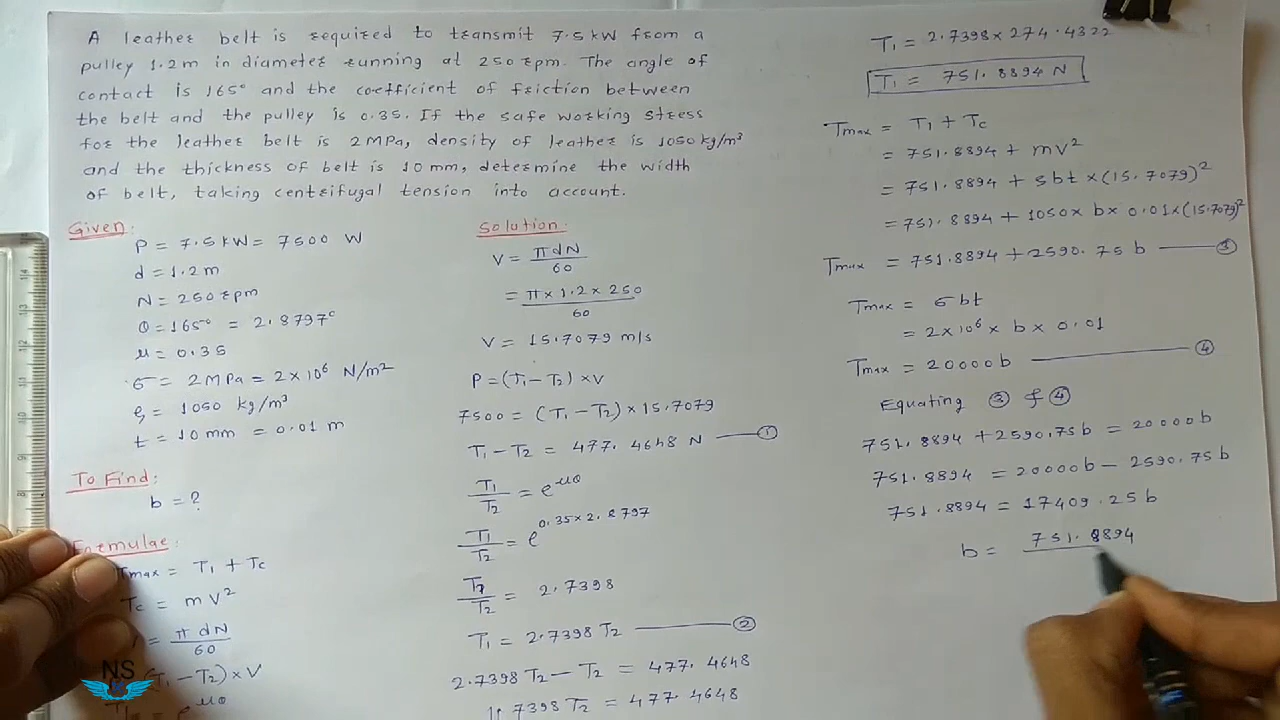 A leather belt is required to transmit 7.5 kW from a
pulley 1.2 m in diameter running at 250 rpm. The angle of
contact is 165° and the coefficient of friction between
the belt and the pulley is 0.35. If the safe working stress
for the leather belt is 2 MPa, density of leather is 1050 kg/m³
and the thickness of belt is 10 mm, determine the width
of belt, taking centrifugal tension into account.
Given:
P = 7.5 kW = 7500 W
d = 1.2 m
N = 250 rpm
θ = 165° = 2.8797ᶜ
μ = 0.35
σ = 2 MPa = 2×10⁶ N/m²
ρ = 1050 kg/m³
t = 10 mm = 0.01 m
To Find:
b = ?
Formulae:
Tmax = T₁ + Tc
Tc = mV²
= πdN / 60
(T₁ - T₂) × V
Solution:
V = πdN / 60
= π × 1.2 × 250 / 60
V = 15.7079 m/s
P = (T₁ - T₂) × V
7500 = (T₁ - T₂) × 15.7079
T₁ - T₂ = 477.4648 N —— ①
T₁ / T₂ = e^μθ
T₁ / T₂ = e^0.35×2.8797
T₁ / T₂ = 2.7398
T₁ = 2.7398 T₂ —— ②
2.7398 T₂ - T₂ = 477.4648
1.7398 T₂ = 477.4648
T₁ = 2.7398 × 274.4322
T₁ = 751.8894 N
Tmax = T₁ + Tc
= 751.8894 + mV²
= 751.8894 + ρbt × (15.7079)²
= 751.8894 + 1050 × b × 0.01 × (15.7079)²
Tmax = 751.8894 + 2590.75 b —— ③
Tmax = σbt
= 2×10⁶ × b × 0.01
Tmax = 20000 b —— ④
Equating ③ & ④
751.8894 + 2590.75b = 20000 b
751.8894 = 20000b - 2590.75 b
751.8894 = 17409.25 b
b = 751.8894
NS